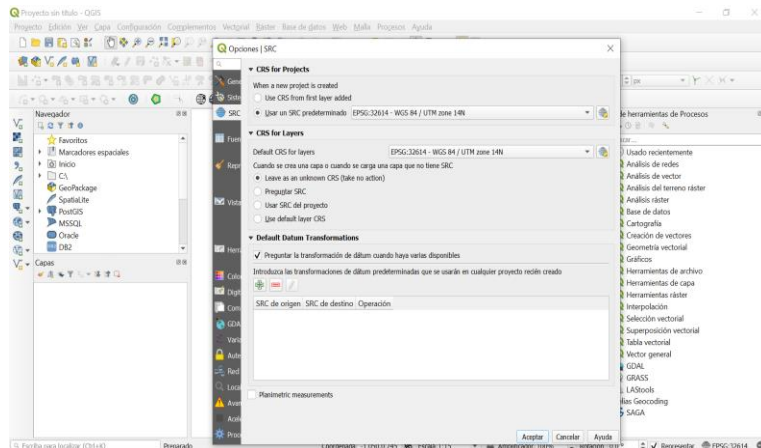 Proyecto sin título - QGIS
Proyecto Edición Ver Capa Configuración Complementos Vectorial Ráster Base de datos Web Malla Procesos Ayuda
Opciones | SRC
SRC
CRS for Projects
When a new project is created
Use CRS from first layer added
Usar un SRC predeterminado EPSG:32614 - WGS 84 / UTM zone 14N
CRS for Layers
Default CRS for layers EPSG:32614 - WGS 84 / UTM zone 14N
Cuando se crea una capa o cuando se carga una capa que no tiene SRC
Leave as an unknown CRS (take no action)
Preguntar SRC
Usar SRC del proyecto
Use default layer CRS
Default Datum Transformations
Preguntar la transformación de dátum cuando haya varias disponibles
Introduzca las transformaciones de dátum predeterminadas que se usarán en cualquier proyecto recién creado
SRC de origen SRC de destino Operación
Planimetric measurements
Aceptar Cancelar Ayuda
Navegador
Favoritos
Marcadores espaciales
Inicio
C:\
GeoPackage
SpatiaLite
PostGIS
MSSQL
Oracle
DB2
Capas
px
de herramientas de Procesos
Usado recientemente
Análisis de redes
Análisis de vector
Análisis del terreno ráster
Análisis ráster
Base de datos
Cartografía
Creación de vectores
Geometría vectorial
Gráficos
Herramientas de archivo
Herramientas de capa
Herramientas ráster
Interpolación
Selección vectorial
Superposición vectorial
Tabla vectorial
Vector general
GDAL
GRASS
LAStools
Geocoding
SAGA
Preparado
Representar EPSG:32614